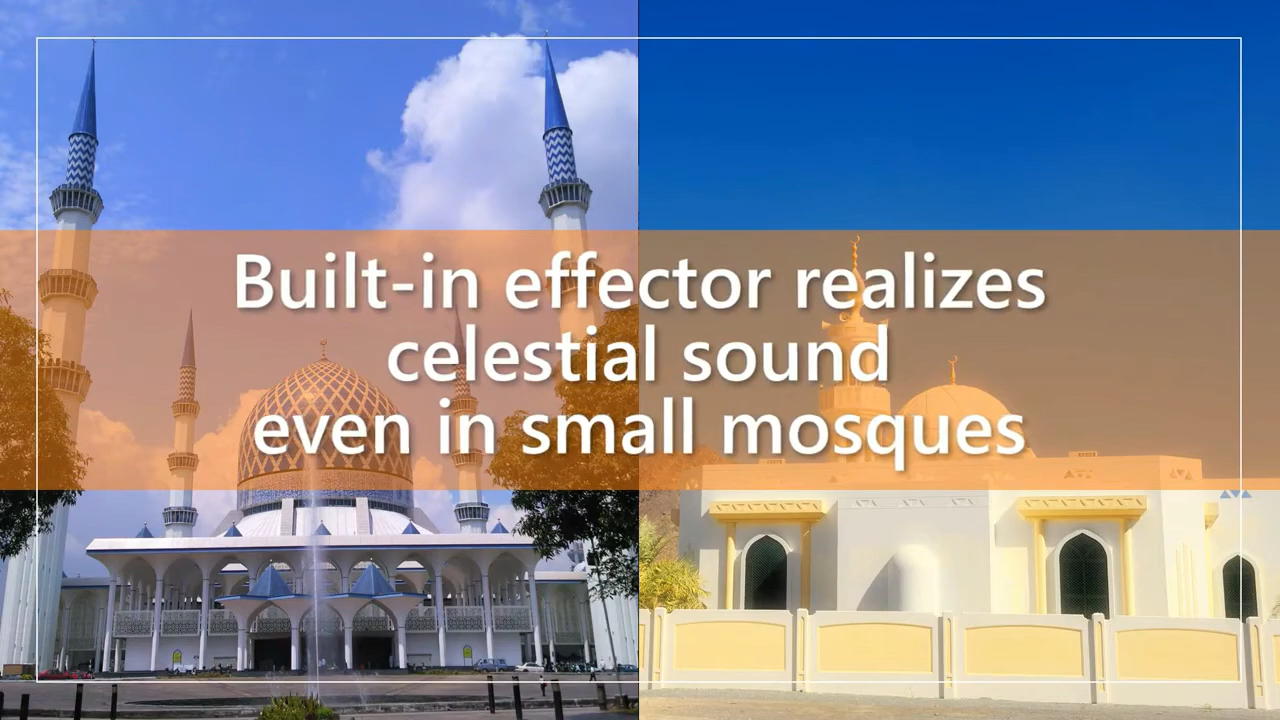 Built-in effector realizes
celestial sound
even in small mosques